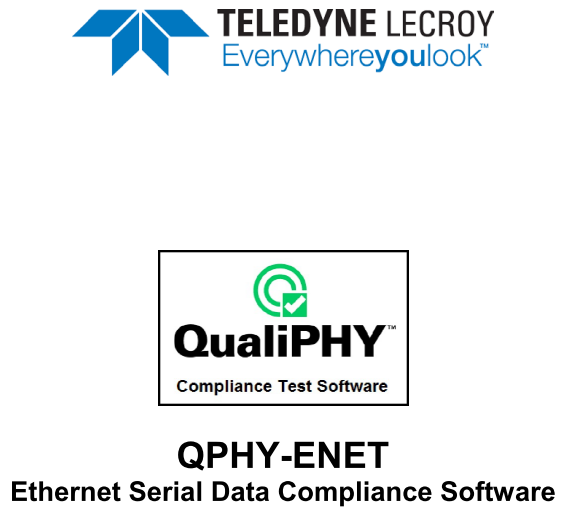 TELEDYNE LECROY
Everywhereyoulook™
QualiPHY™
Compliance Test Software
QPHY-ENET
Ethernet Serial Data Compliance Software